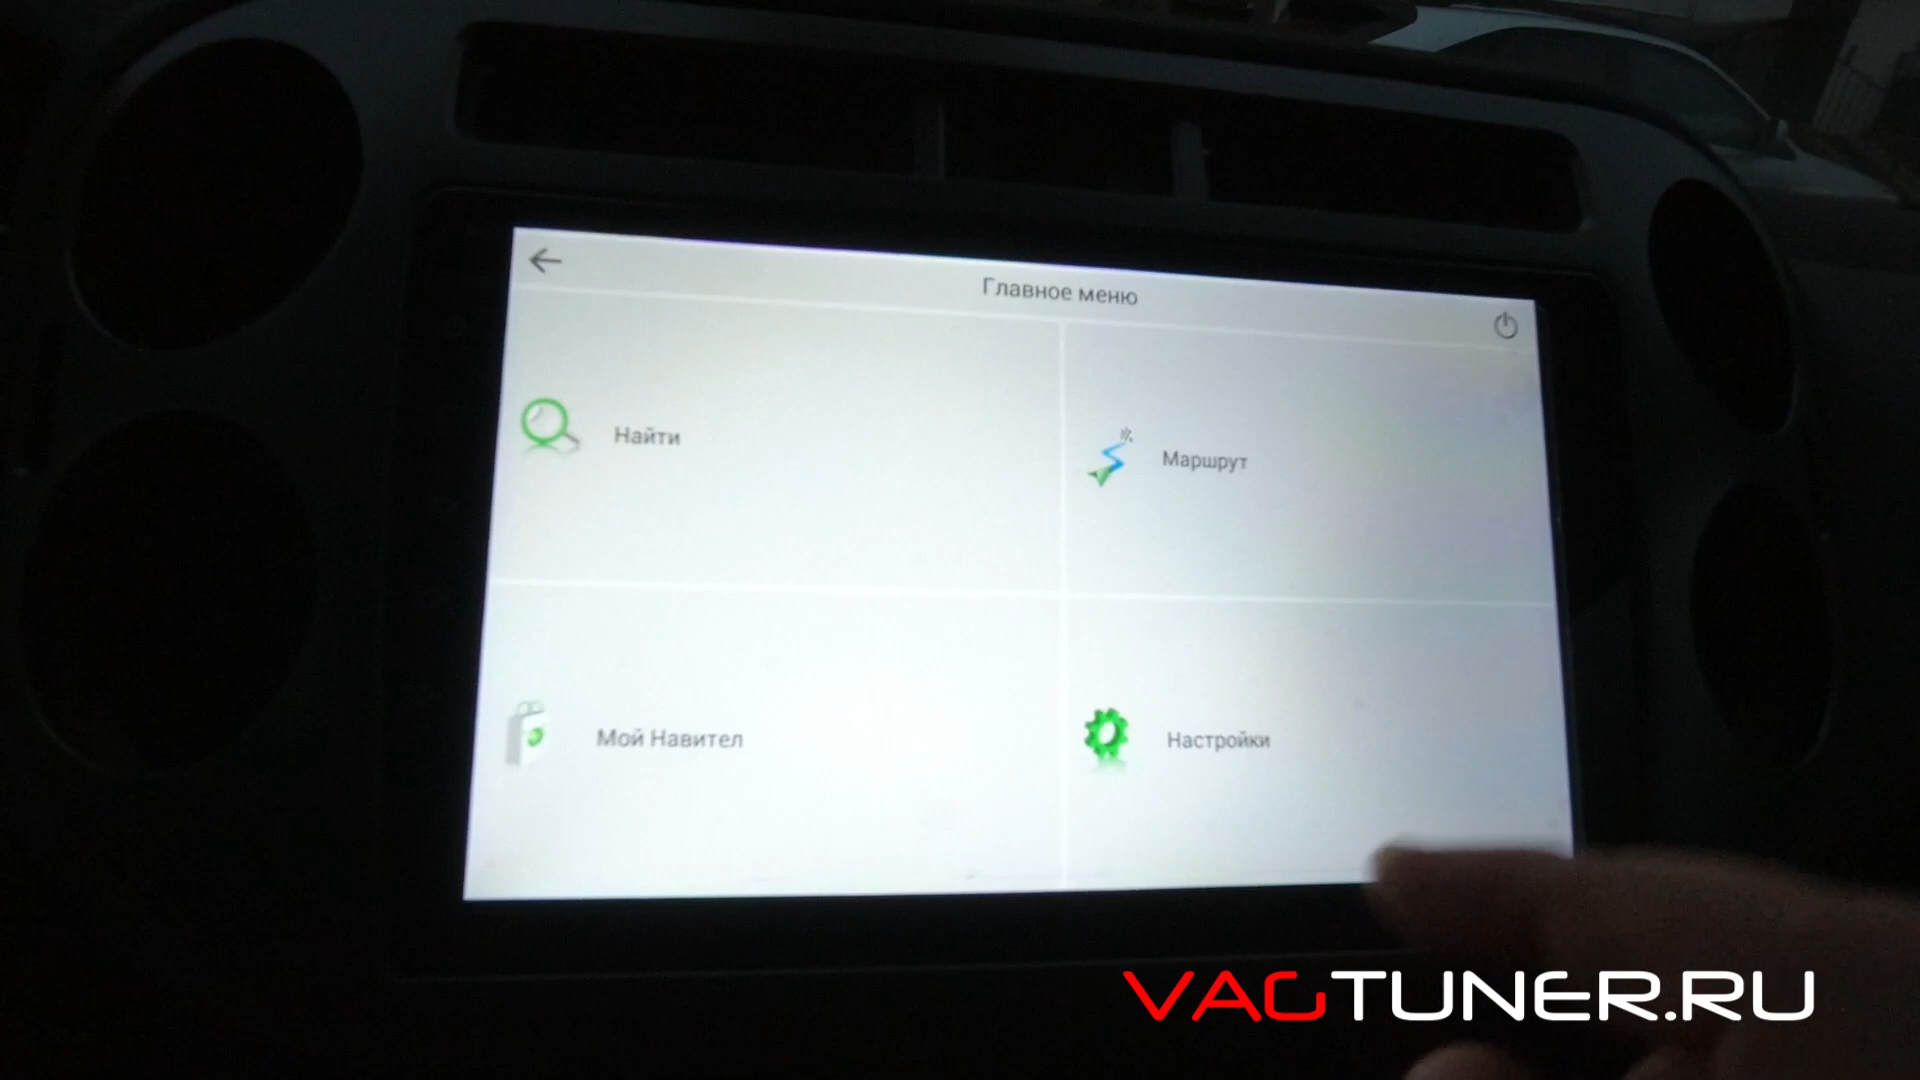 Главное меню
Найти
Маршрут
Мой Навител
Настройки
VAGTUNER.RU